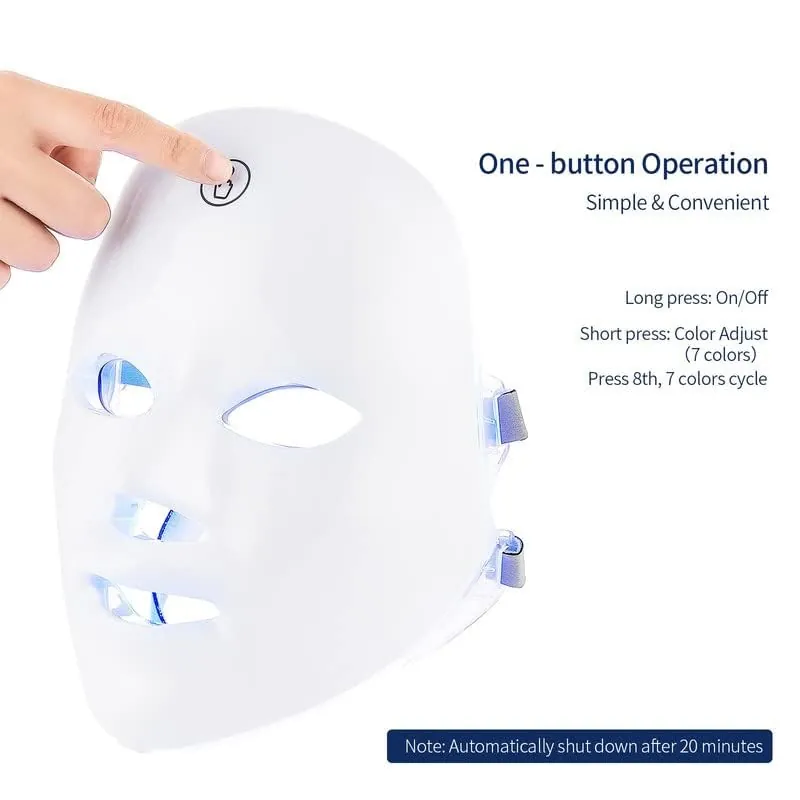 One - button Operation
Simple & Convenient
Long press: On/Off
Short press: Color Adjust
(7 colors)
Press 8th, 7 colors cycle
Note: Automatically shut down after 20 minutes